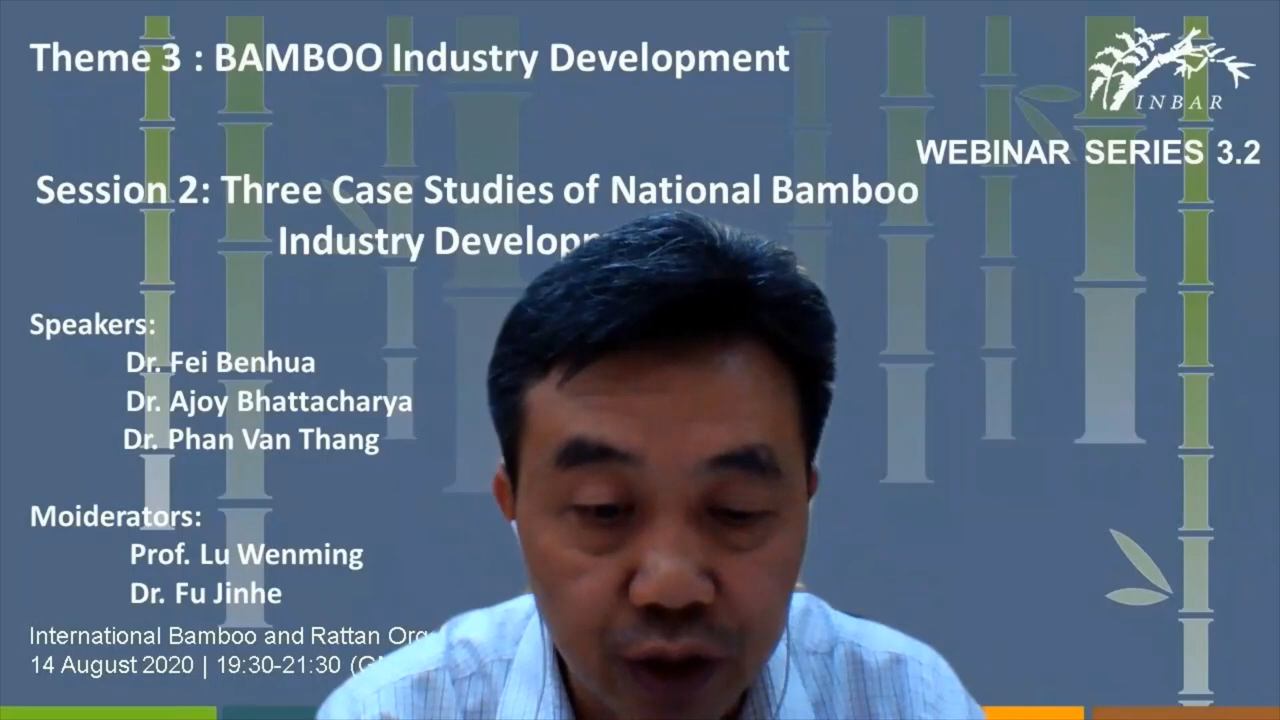 Theme 3 : BAMBOO Industry Development
INBAR
WEBINAR SERIES 3.2
Session 2: Three Case Studies of National Bamboo
Industry
Speakers:
Dr. Fei Benhua
Dr. Ajoy Bhattacharya
Dr. Phan Van Thang
Moiderators:
Prof. Lu Wenming
Dr. Fu Jinhe
International Bamboo and Rattan
14 August 2020 | 19:30-21:30